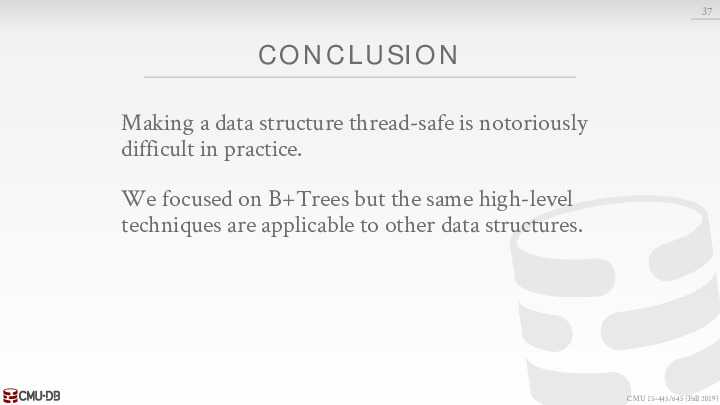 37
CONCLUSION
Making a data structure thread-safe is notoriously
difficult in practice.
We focused on B+Trees but the same high-level
techniques are applicable to other data structures.
CMU·DB
CMU 15-445/645 (Fall 2019)